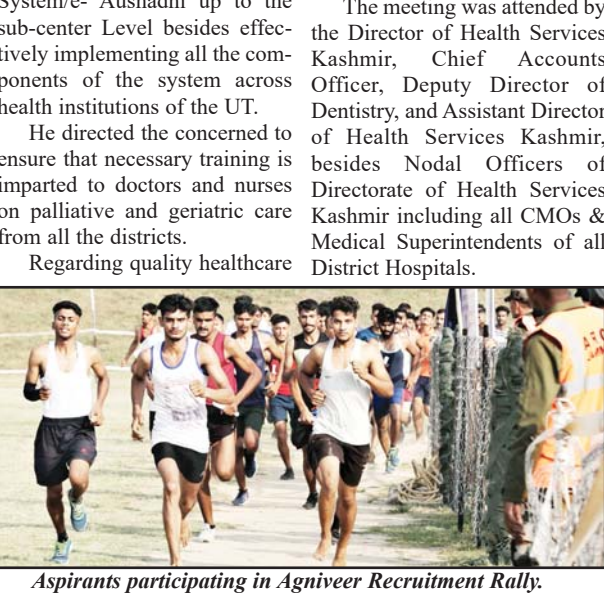 System/e- Aushadhi up to the
sub-center Level besides effec-
tively implementing all the com-
ponents of the system across
health institutions of the UT.
He directed the concerned to
ensure that necessary training is
imparted to doctors and nurses
on palliative and geriatric care
from all the districts.
Regarding quality healthcare
The meeting was attended by
the Director of Health Services
Kashmir, Chief Accounts
Officer, Deputy Director of
Dentistry, and Assistant Director
of Health Services Kashmir,
besides Nodal Officers of
Directorate of Health Services
Kashmir including all CMOs &
Medical Superintendents of all
District Hospitals.
Aspirants participating in Agniveer Recruitment Rally.